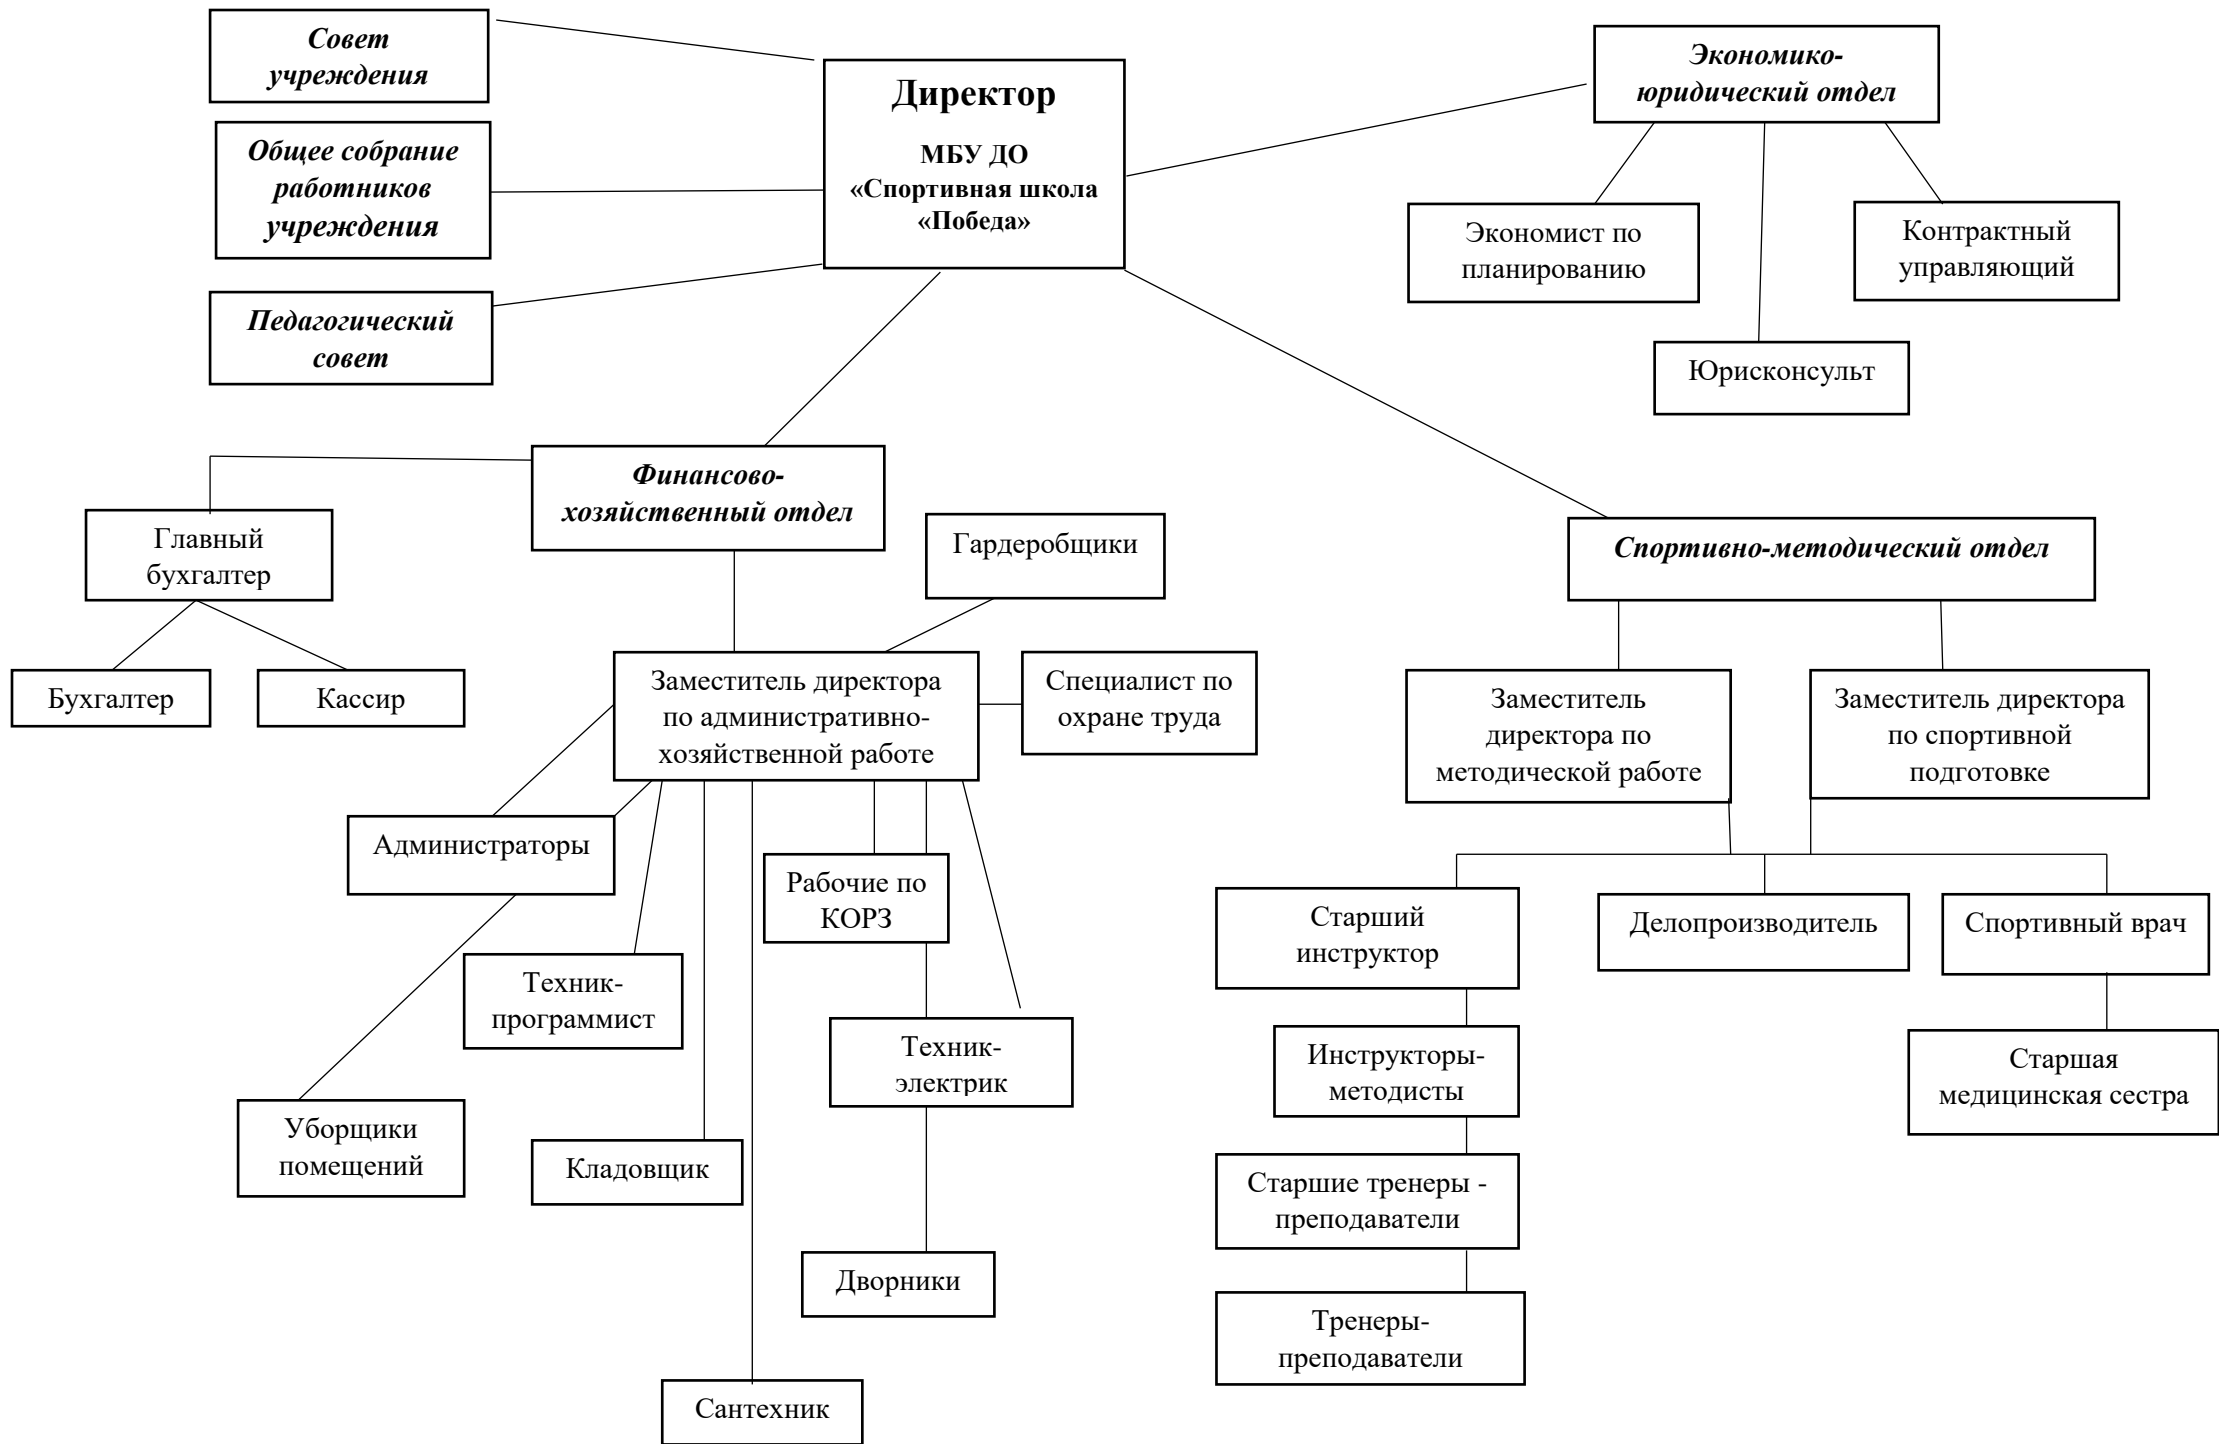 Совет
учреждения
Общее собрание
работников
учреждения
Педагогический
совет
Директор
МБУ ДО
«Спортивная школа
«Победа»
Экономико-
юридический отдел
Экономист по
планированию
Контрактный
управляющий
Юрисконсульт
Финансово-
хозяйственный отдел
Главный
бухгалтер
Бухгалтер
Кассир
Гардеробщики
Заместитель директора
по административно-
хозяйственной работе
Специалист по
охране труда
Администраторы
Рабочие по
КОРЗ
Техник-
программист
Техник-
электрик
Уборщики
помещений
Кладовщик
Дворники
Сантехник
Спортивно-методический отдел
Заместитель
директора по
методической работе
Заместитель директора
по спортивной
подготовке
Старший
инструктор
Делопроизводитель
Спортивный врач
Инструкторы-
методисты
Старшая
медицинская сестра
Старшие тренеры -
преподаватели
Тренеры-
преподаватели